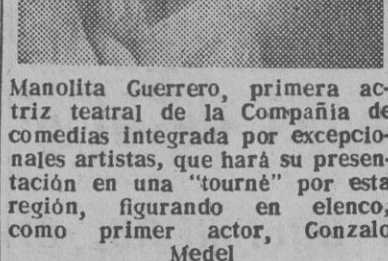 Manolita Guerrero, primera ac-
triz teatral de la Compañia de
comedias integrada por excepcio-
nales artistas, que hará su presen-
tación en una "tourné" por esta
región, figurando en elenco,
como primer actor, Gonzalo
Medel